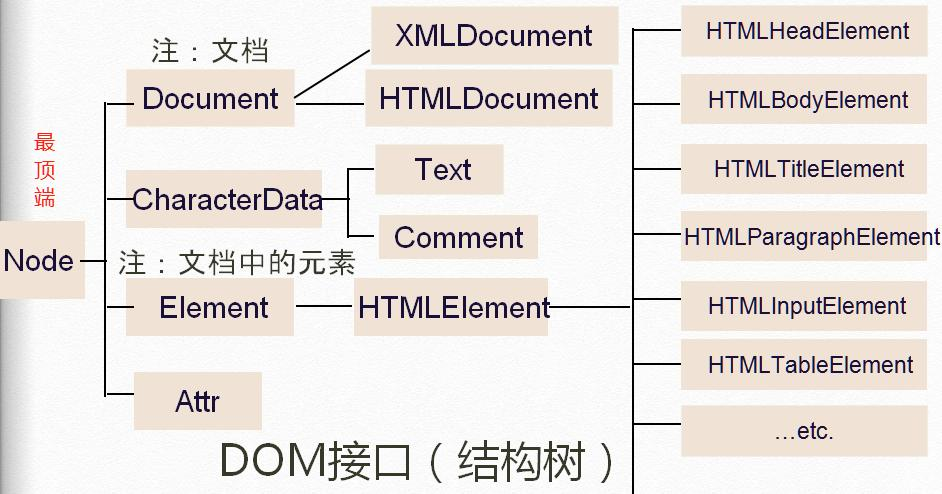 最顶端
Node
注：文档
Document
XMLDocument
HTMLDocument
CharacterData
Text
Comment
注：文档中的元素
Element
HTMLElement
Attr
HTMLHeadElement
HTMLBodyElement
HTMLTitleElement
HTMLParagraphElement
HTMLInputElement
HTMLTableElement
...etc.
DOM接口（结构树）